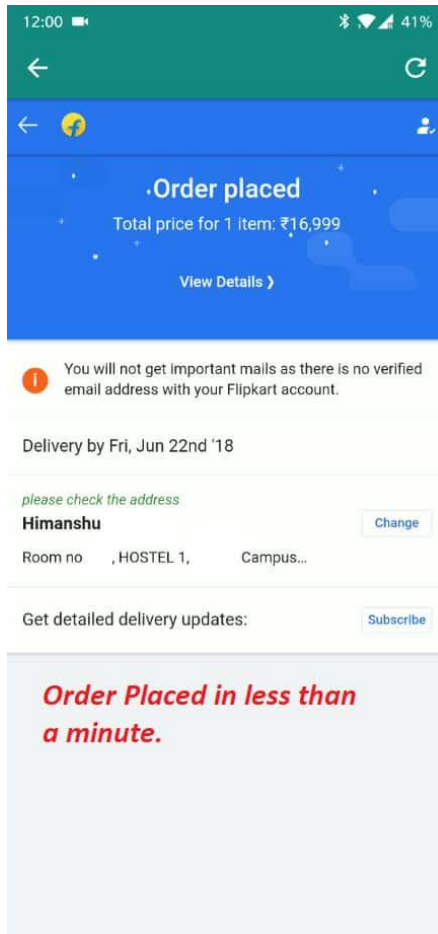 12:00 41%
Order placed
Total price for 1 item: ₹16,999
View Details ❯
You will not get important mails as there is no verified
email address with your Flipkart account.
Delivery by Fri, Jun 22nd '18
please check the address
Himanshu
Change
Room no , HOSTEL 1, Campus...
Get detailed delivery updates:
Subscribe
Order Placed in less than
a minute.